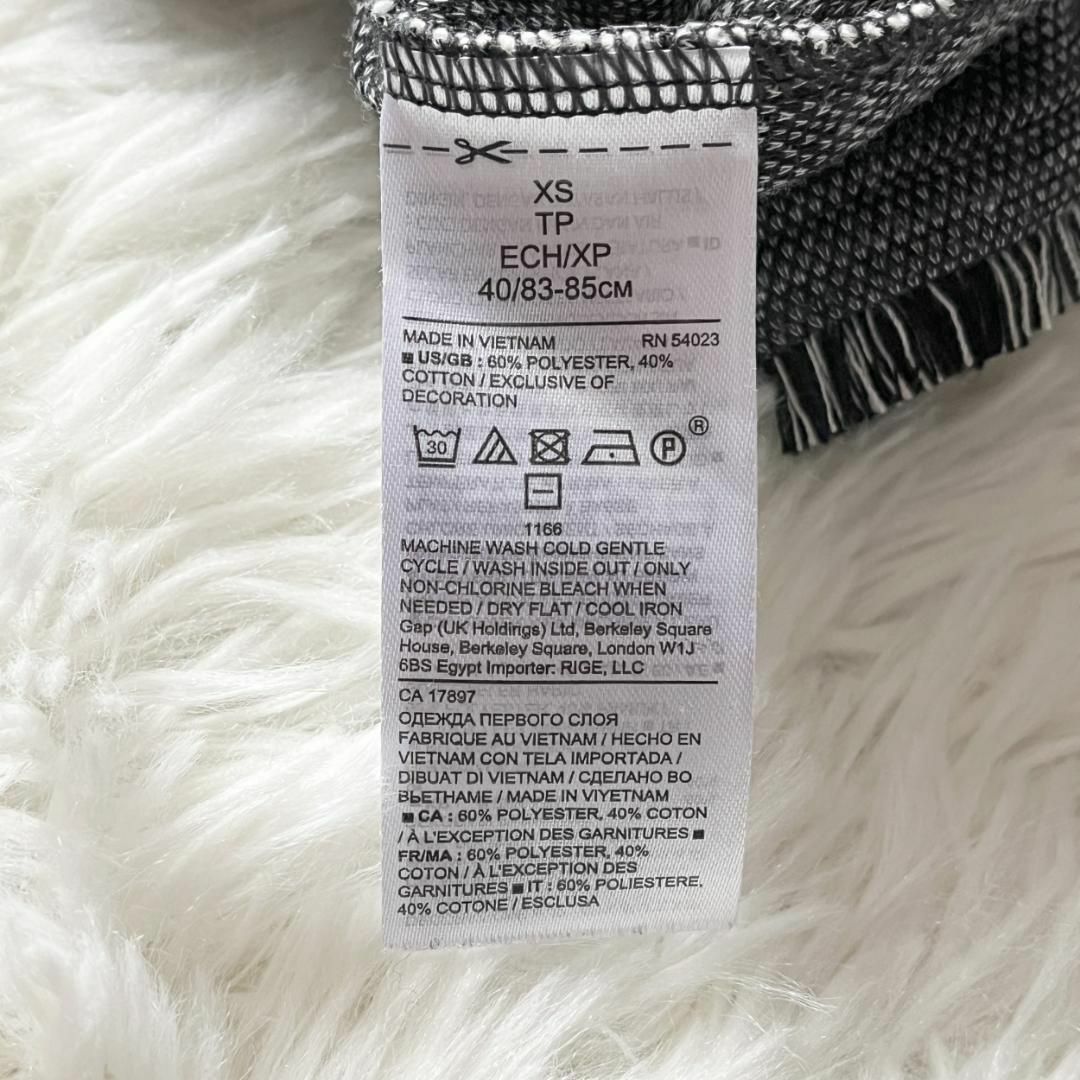 XS
TP
ECH/XP
40/83-85см
MADE IN VIETNAM RN 54023
■ US/GB : 60% POLYESTER, 40%
COTTON / EXCLUSIVE OF
DECORATION
30 P ®
1166
MACHINE WASH COLD GENTLE
CYCLE / WASH INSIDE OUT / ONLY
NON-CHLORINE BLEACH WHEN
NEEDED / DRY FLAT / COOL IRON
Gap (UK Holdings) Ltd, Berkeley Square
House, Berkeley Square, London W1J
6BS Egypt Importer: RIGE, LLC
CA 17897
ОДЕЖДА ПЕРВОГО СЛОЯ
FABRIQUE AU VIETNAM / HECHO EN
VIETNAM CON TELA IMPORTADA /
DIBUAT DI VIETNAM / СДЕЛАНО ВО
ВЬЕТНАМЕ / MADE IN VIYETNAM
■ CA : 60% POLYESTER, 40% COTON
/ À L'EXCEPTION DES GARNITURES ■
FR/MA : 60% POLYESTER, 40%
COTON / À L'EXCEPTION DES
GARNITURES ■ IT : 60% POLIESTERE,
40% COTONE / ESCLUSA